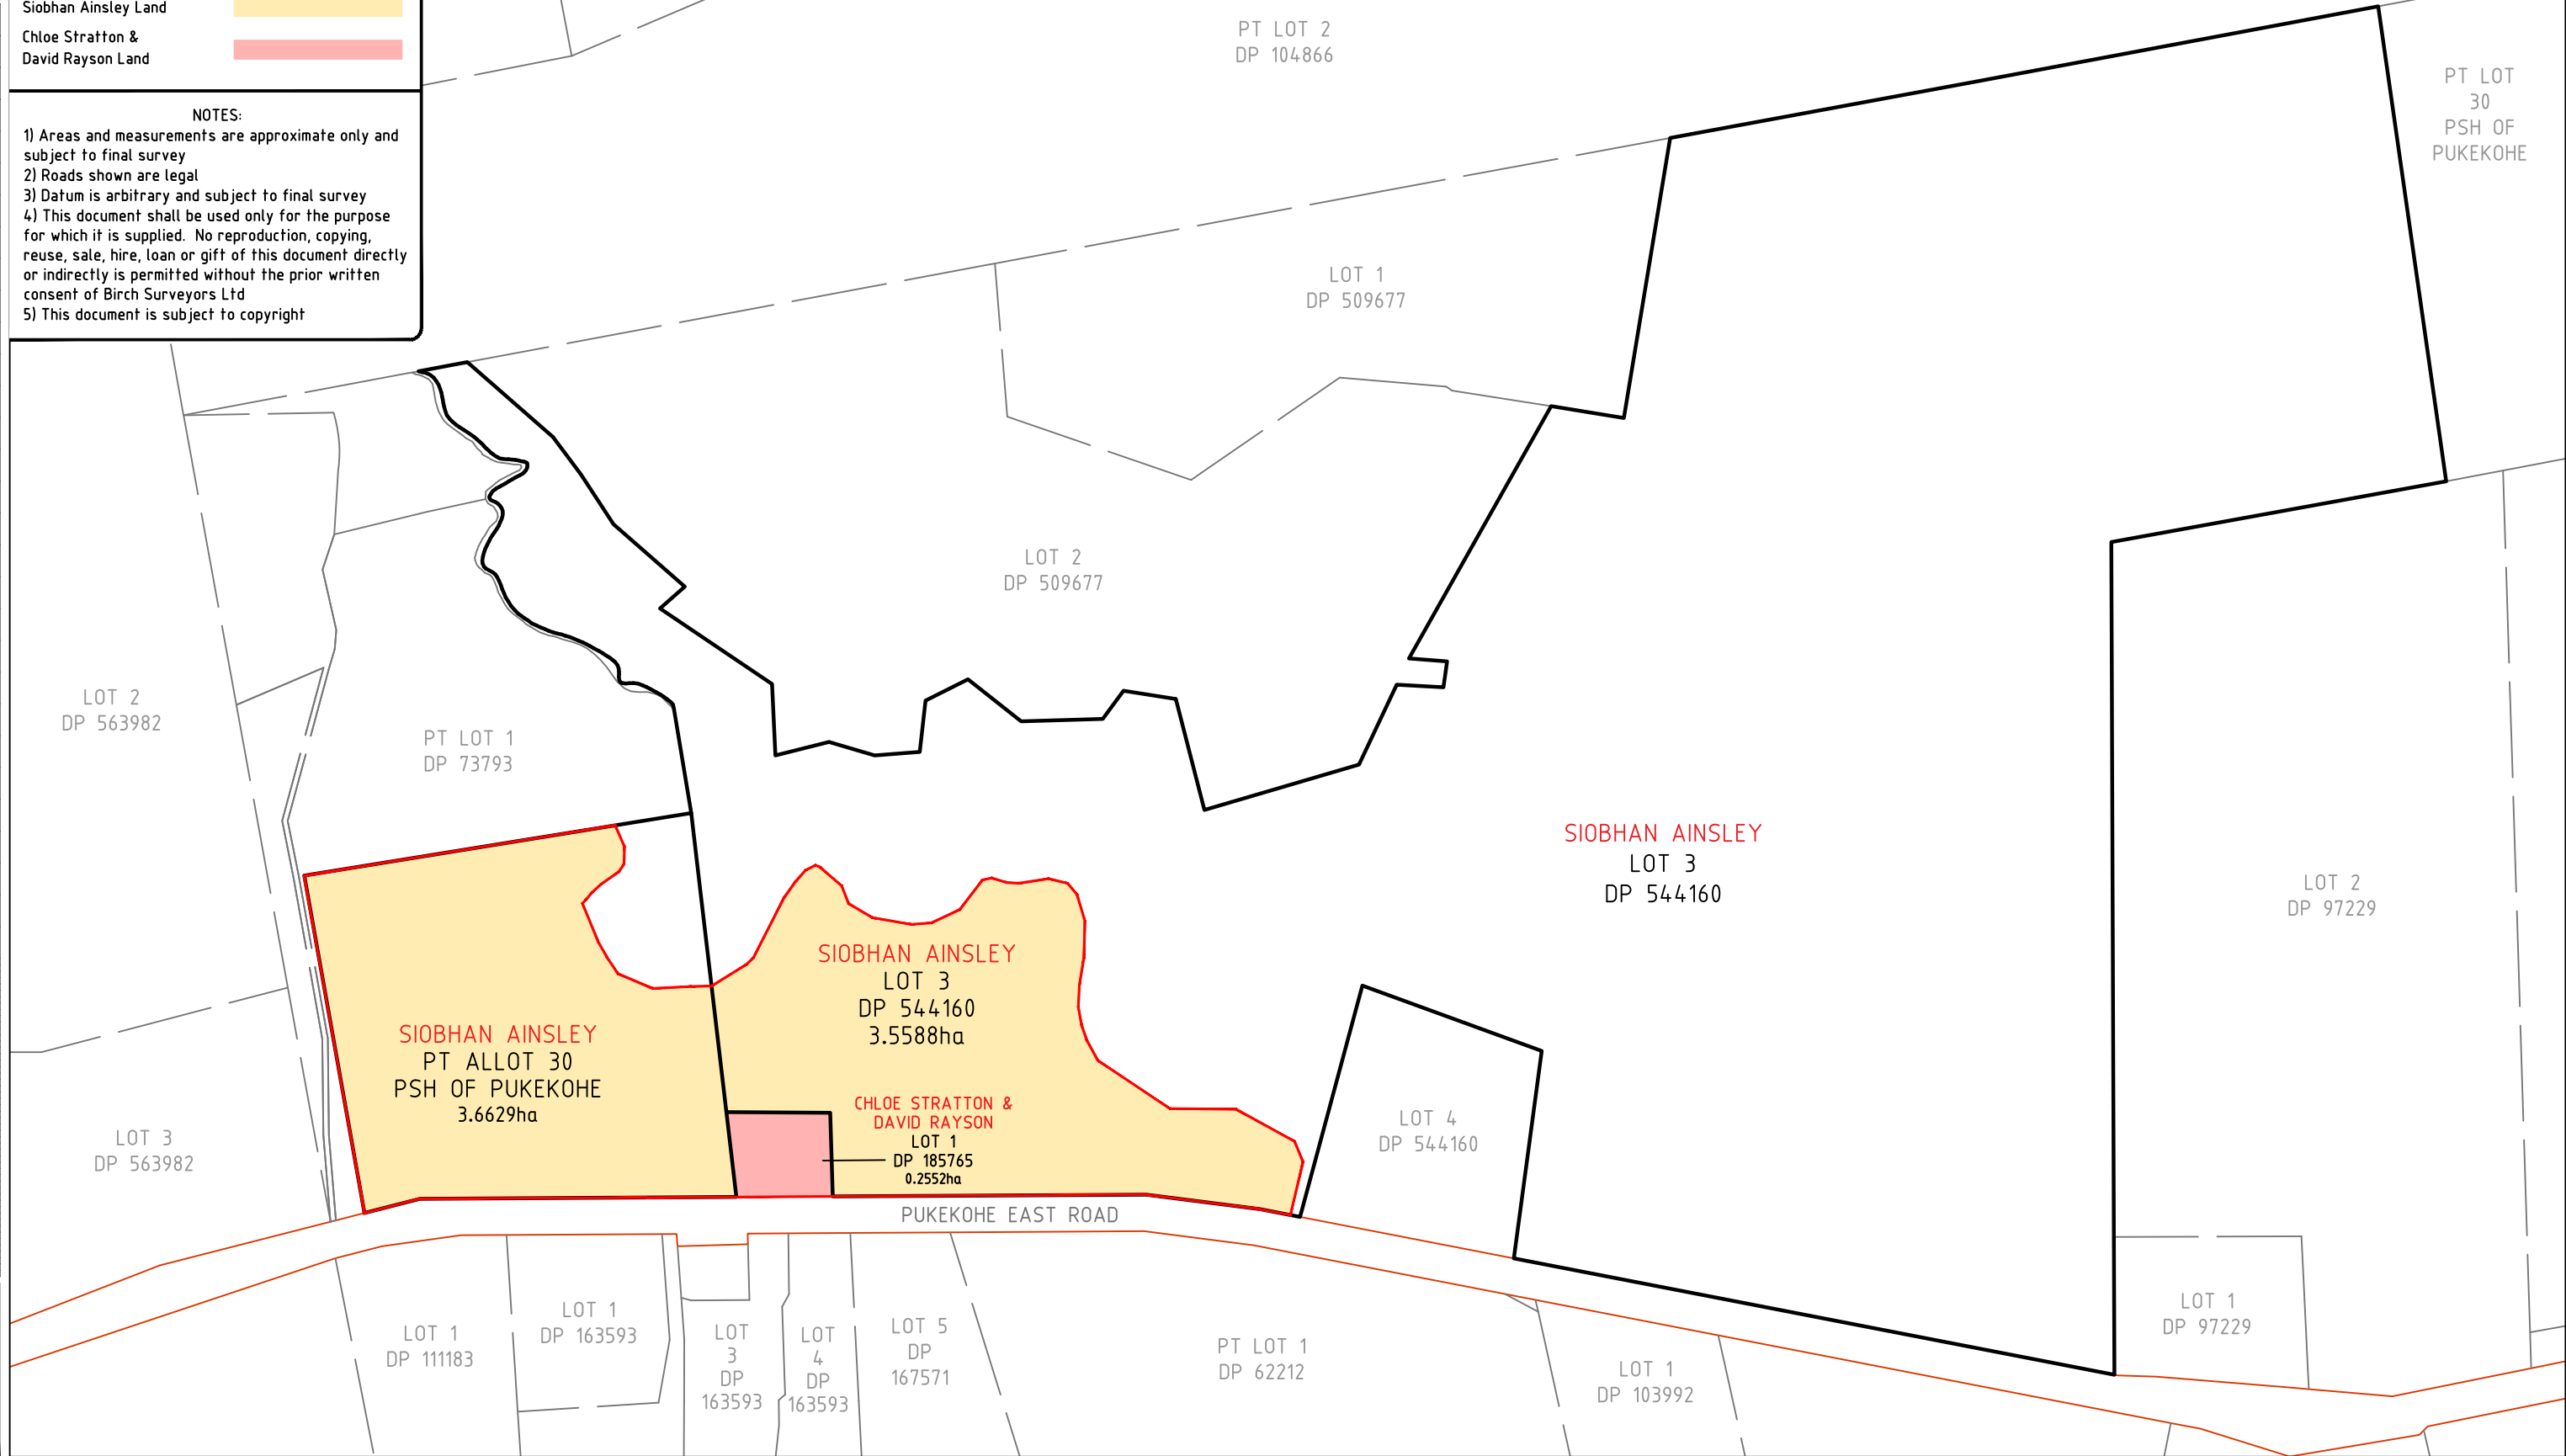 Siobhan Ainsley Land
Chloe Stratton &
David Rayson Land
NOTES:
1) Areas and measurements are approximate only and
subject to final survey
2) Roads shown are legal
3) Datum is arbitrary and subject to final survey
4) This document shall be used only for the purpose
for which it is supplied. No reproduction, copying,
reuse, sale, hire, loan or gift of this document directly
or indirectly is permitted without the prior written
consent of Birch Surveyors Ltd
5) This document is subject to copyright
PT LOT 2
DP 104866
PT LOT
30
PSH OF
PUKEKOHE
LOT 1
DP 509677
LOT 2
DP 509677
LOT 2
DP 563982
PT LOT 1
DP 73793
SIOBHAN AINSLEY
LOT 3
DP 544160
LOT 2
DP 97229
SIOBHAN AINSLEY
LOT 3
DP 544160
3.5588ha
SIOBHAN AINSLEY
PT ALLOT 30
PSH OF PUKEKOHE
3.6629ha
CHLOE STRATTON &
DAVID RAYSON
LOT 1
DP 185765
0.2552ha
LOT 4
DP 544160
LOT 3
DP 563982
PUKEKOHE EAST ROAD
LOT 1
DP 111183
LOT 1
DP 163593
LOT
3
DP
163593
LOT
4
DP
163593
LOT 5
DP
167571
PT LOT 1
DP 62212
LOT 1
DP 103992
LOT 1
DP 97229